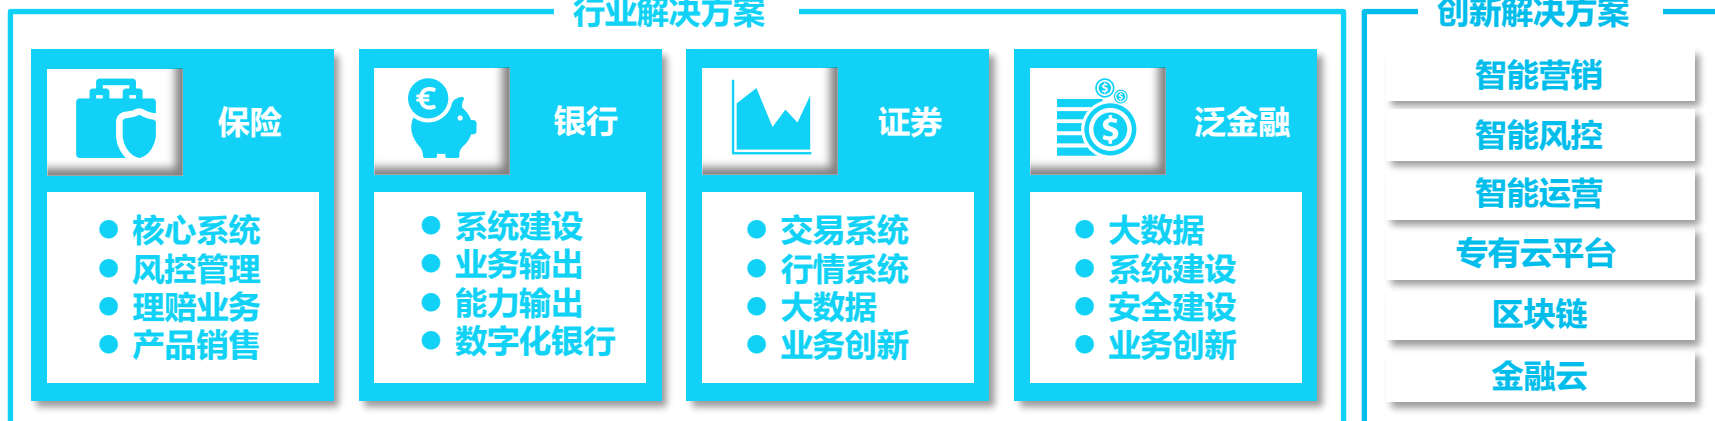 行业解决方案
保险
核心系统
风控管理
理赔业务
产品销售
银行
系统建设
业务输出
能力输出
数字化银行
证券
交易系统
行情系统
大数据
业务创新
泛金融
大数据
系统建设
安全建设
业务创新
创新解决方案
智能营销
智能风控
智能运营
专有云平台
区块链
金融云